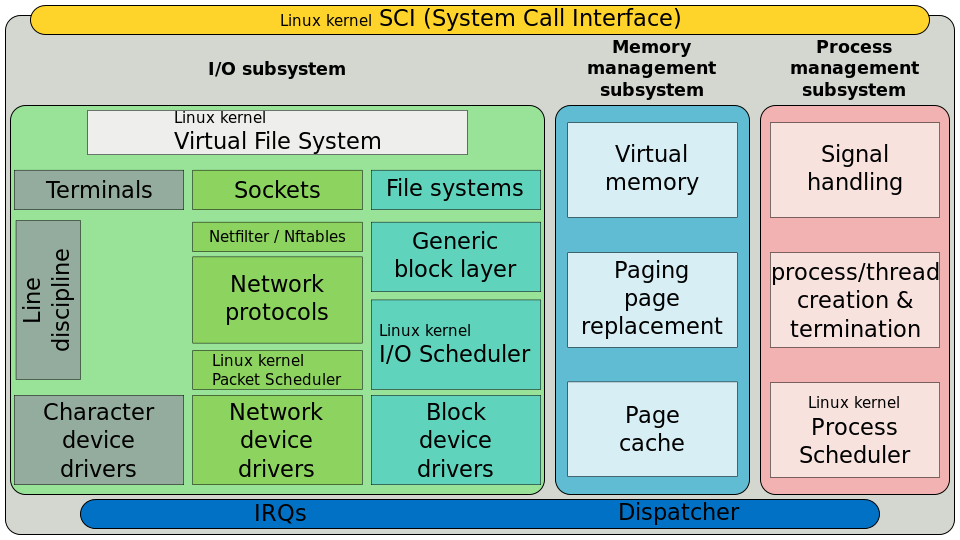 Linux kernel SCI (System Call Interface)
I/O subsystem
Memory
management
subsystem
Process
management
subsystem
Linux kernel
Virtual File System
Terminals
Sockets
File systems
Line
discipline
Netfilter / Nftables
Network
protocols
Linux kernel
Packet Scheduler
Generic
block layer
Linux kernel
I/O Scheduler
Character
device
drivers
Network
device
drivers
Block
device
drivers
Virtual
memory
Paging
page
replacement
Page
cache
Signal
handling
process/thread
creation &
termination
Linux kernel
Process
Scheduler
IRQs
Dispatcher